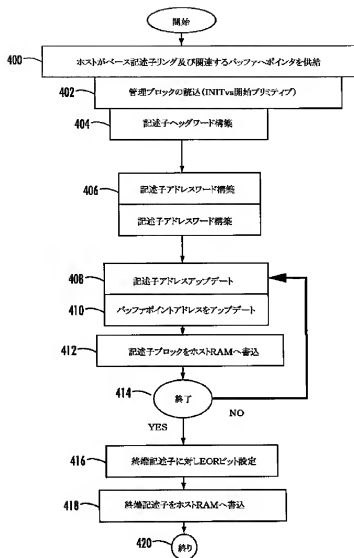 開始
400
ホストがベース記述子リング及び関連するバッファへポインタを供給
402
管理ブロックの読込(INITvs開始プリミティブ)
404
記述子ヘッダワード構築
406
記述子アドレスワード構築
記述子アドレスワード構築
408
記述子アドレスアップデート
410
バッファポイントアドレスをアップデート
412
記述子ブロックをホストRAMへ書込
414
終了
NO
YES
416
終端記述子に対しEORビット設定
418
終端記述子をホストRAMへ書込
420
終り